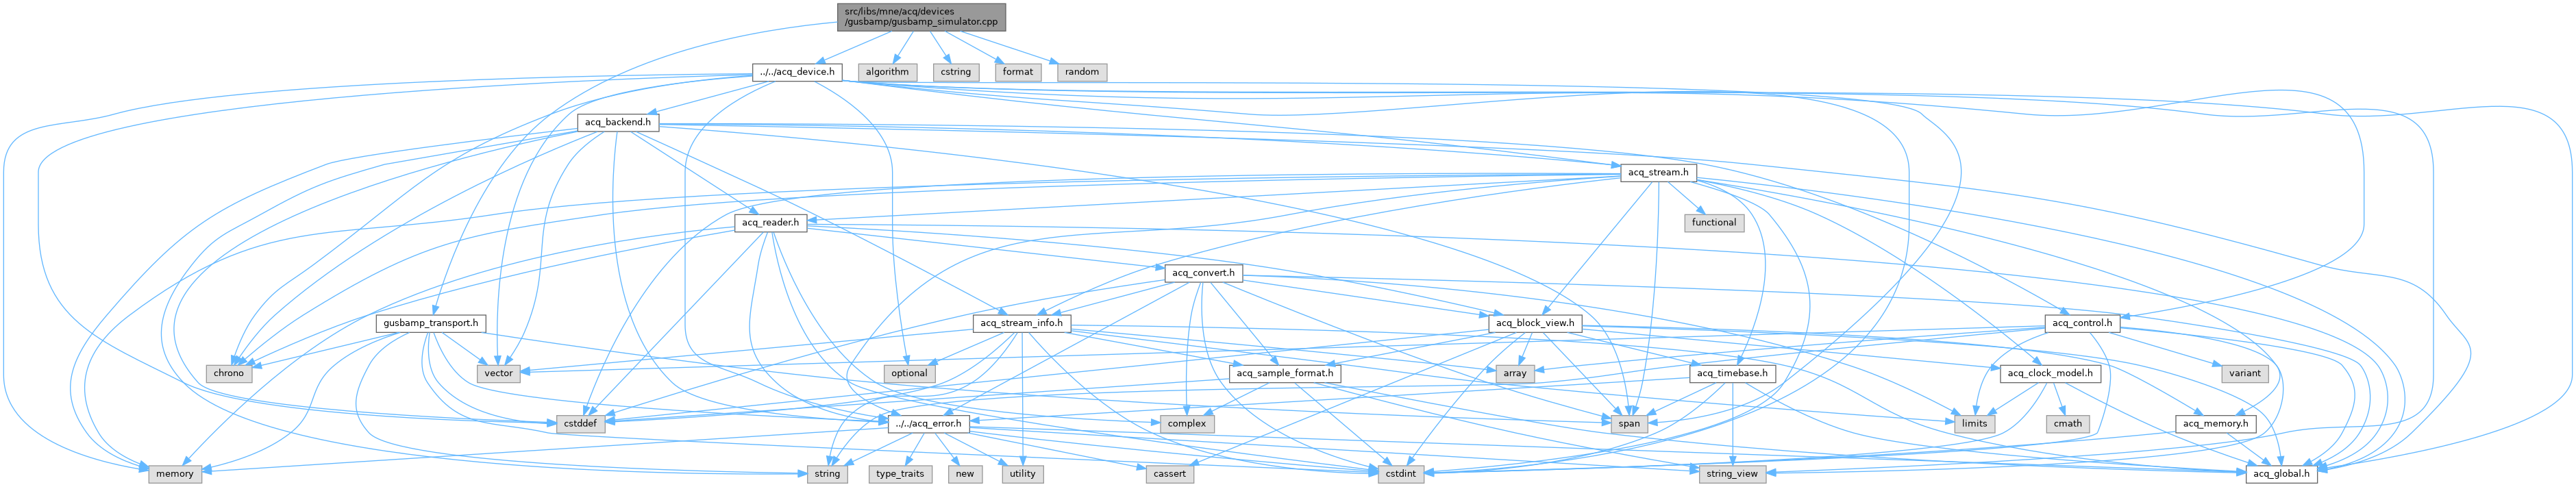 src/libs/mne/acq/devices
/gusbamp/gusbamp_simulator.cpp
../../acq_device.h
algorithm
cstring
format
random
acq_backend.h
acq_stream.h
acq_reader.h
functional
acq_convert.h
gusbamp_transport.h
acq_stream_info.h
acq_block_view.h
acq_control.h
chrono
vector
optional
acq_sample_format.h
array
acq_timebase.h
acq_clock_model.h
variant
cstddef
../../acq_error.h
complex
span
limits
cmath
acq_memory.h
memory
string
type_traits
new
utility
cassert
cstdint
string_view
acq_global.h